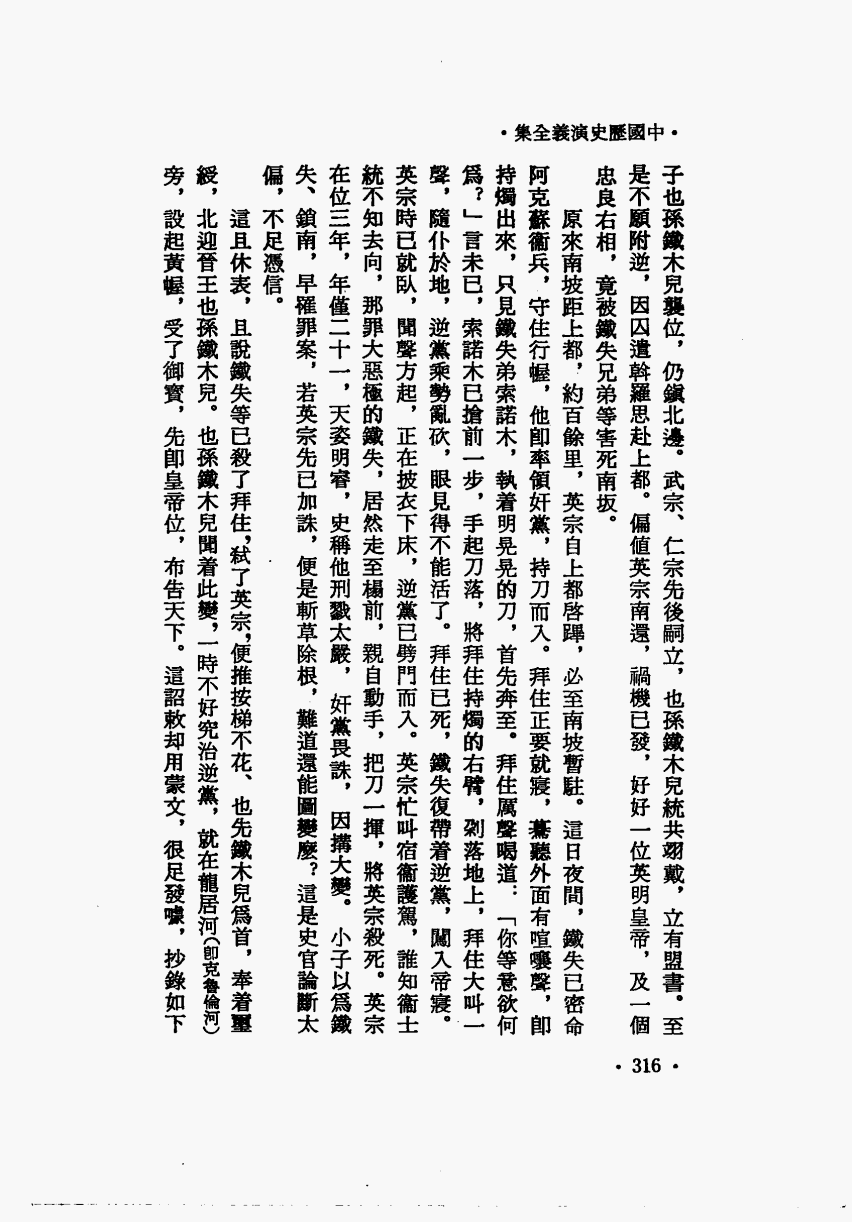 ·中國歷史演義全集·
子也孫鐵木兒襲位，仍鎭北邊。武宗、仁宗先後嗣立，也孫鐵木兒統共翊戴，立有盟書。至
是不願附逆，因囚遣斡羅思赴上都。偏值英宗南還，禍機已發，好好一位英明皇帝，及一個
忠良右相，竟被鐵失兄弟等害死南坂。
原來南坡距上都，約百餘里，英宗自上都啓蹕，必至南坡暫駐。這日夜間，鐵失已密命
阿克蘇衞兵，守住行幄，他卽率領奸黨，持刀而入。拜住正要就寢，驀聽外面有喧嚷聲，卽
持燭出來，只見鐵失弟索諾木，執着明晃晃的刀，首先奔至。拜住厲聲喝道：「你等意欲何
爲？」言未已，索諾木已搶前一步，手起刀落，將拜住持燭的右臂，剁落地上，拜住大叫一
聲，隨仆於地，逆黨乘勢亂砍，眼見得不能活了。拜住已死，鐵失復帶着逆黨，闖入帝寢。
英宗時已就臥，聞聲方起，正在披衣下床，逆黨已劈門而入。英宗忙叫宿衞護駕，誰知衞士
統不知去向，那罪大惡極的鐵失，居然走至榻前，親自動手，把刀一揮，將英宗殺死。英宗
在位三年，年僅二十一，天姿明睿，史稱他刑戮太嚴，奸黨畏誅，因搆大變。小子以爲鐵
失、鎖南，早罹罪案，若英宗先已加誅，便是斬草除根，難道還能圖變麼？這是史官論斷太
偏，不足憑信。
這且休表，且說鐵失等已殺了拜住，弒了英宗，便推按梯不花、也先鐵木兒爲首，奉着璽
綬，北迎晉王也孫鐵木兒。也孫鐵木兒聞着此變，一時不好究治逆黨，就在龍居河（卽克魯倫河）
旁，設起黃幄，受了御寶，先卽皇帝位，布告天下。這詔敕却用蒙文，很足發噱，抄錄如下
·316·